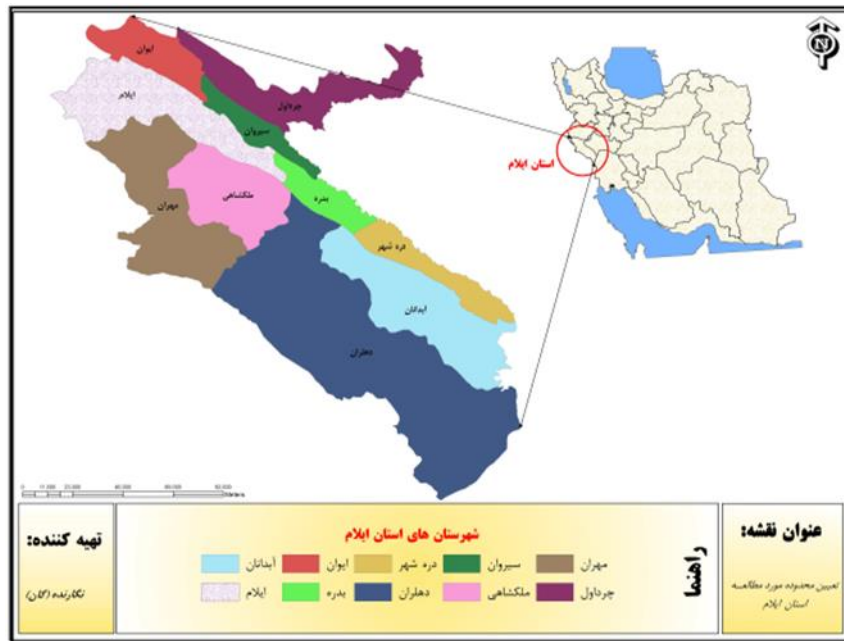 N
ایوان
ایلام
چرداول
سیروان
استان ایلام
ملکشاهی
بدره
مهران
دره شهر
ابدانان
دهلران
Meters
عنوان نقشه:
تعیین محدوده مورد مطالعه
استان ایلام
راهنما
شهرستان های استان ایلام
مهران سیروان دره شهر ایوان آبدانان
چرداول ملکشاهی دهلران بدره ایلام
تهیه کننده:
نگارنده (گان)